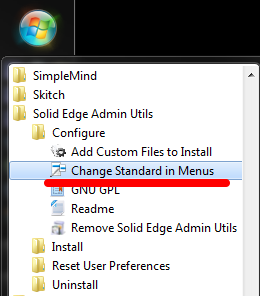 SimpleMind
Skitch
Solid Edge Admin Utils
Configure
Add Custom Files to Install
Change Standard in Menus
GNU GPL
Readme
Remove Solid Edge Admin Utils
Install
Reset User Preferences
Uninstall